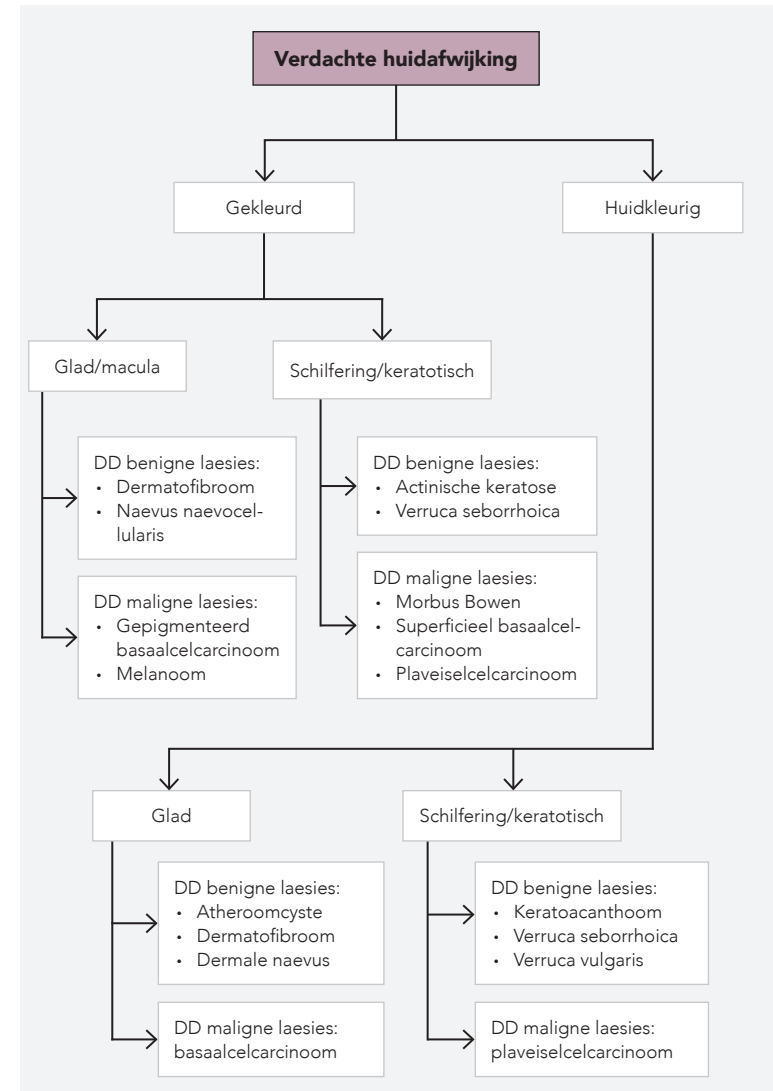 Verdachte huidafwijking
Gekleurd
Huidkleurig
Glad/macula
Schilfering/keratotisch
DD benigne laesies:
• Dermatofibroom
• Naevus naevocel-
lularis
DD maligne laesies:
• Gepigmenteerd
basaalcelcarcinoom
• Melanoom
DD benigne laesies:
• Actinische keratose
• Verruca seborrhoica
DD maligne laesies:
• Morbus Bowen
• Superficieel basaalcel-
carcinoom
• Plaveiselcelcarcinoom
Glad
Schilfering/keratotisch
DD benigne laesies:
• Atheroomcyste
• Dermatofibroom
• Dermale naevus
DD maligne laesies:
basaalcelcarcinoom
DD benigne laesies:
• Keratoacanthoom
• Verruca seborrhoica
• Verruca vulgaris
DD maligne laesies:
plaveiselcelcarcinoom